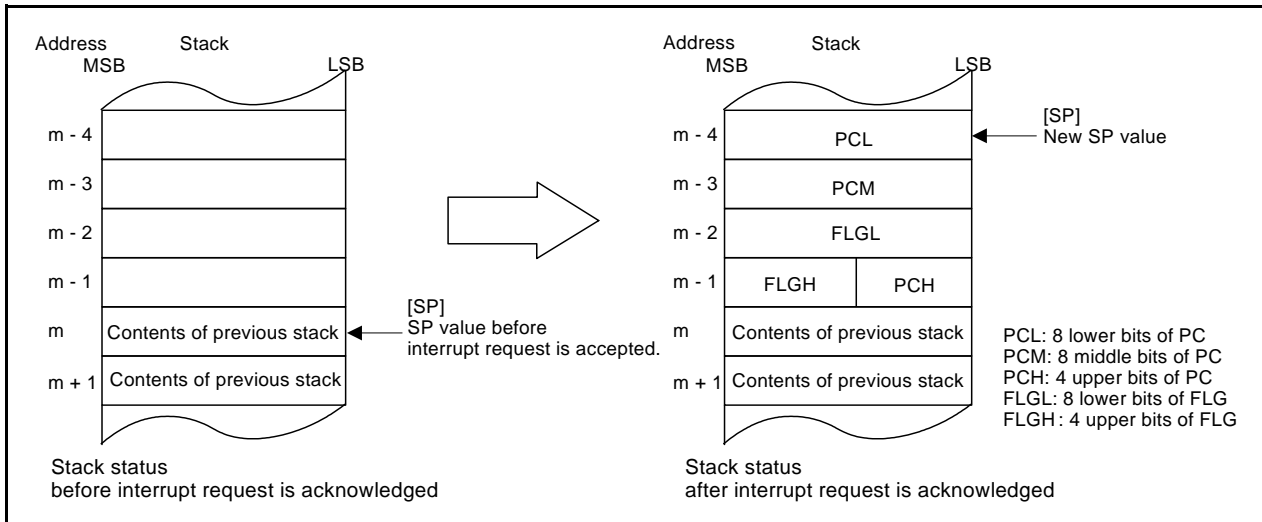 Address Stack
MSB LSB
m - 4
m - 3
m - 2
m - 1
m Contents of previous stack
m + 1 Contents of previous stack
[SP]
SP value before
interrupt request is accepted.
Stack status
before interrupt request is acknowledged
Address Stack
MSB LSB
m - 4 PCL
m - 3 PCM
m - 2 FLGL
m - 1 FLGH PCH
m Contents of previous stack
m + 1 Contents of previous stack
[SP]
New SP value
PCL: 8 lower bits of PC
PCM: 8 middle bits of PC
PCH: 4 upper bits of PC
FLGL: 8 lower bits of FLG
FLGH : 4 upper bits of FLG
Stack status
after interrupt request is acknowledged